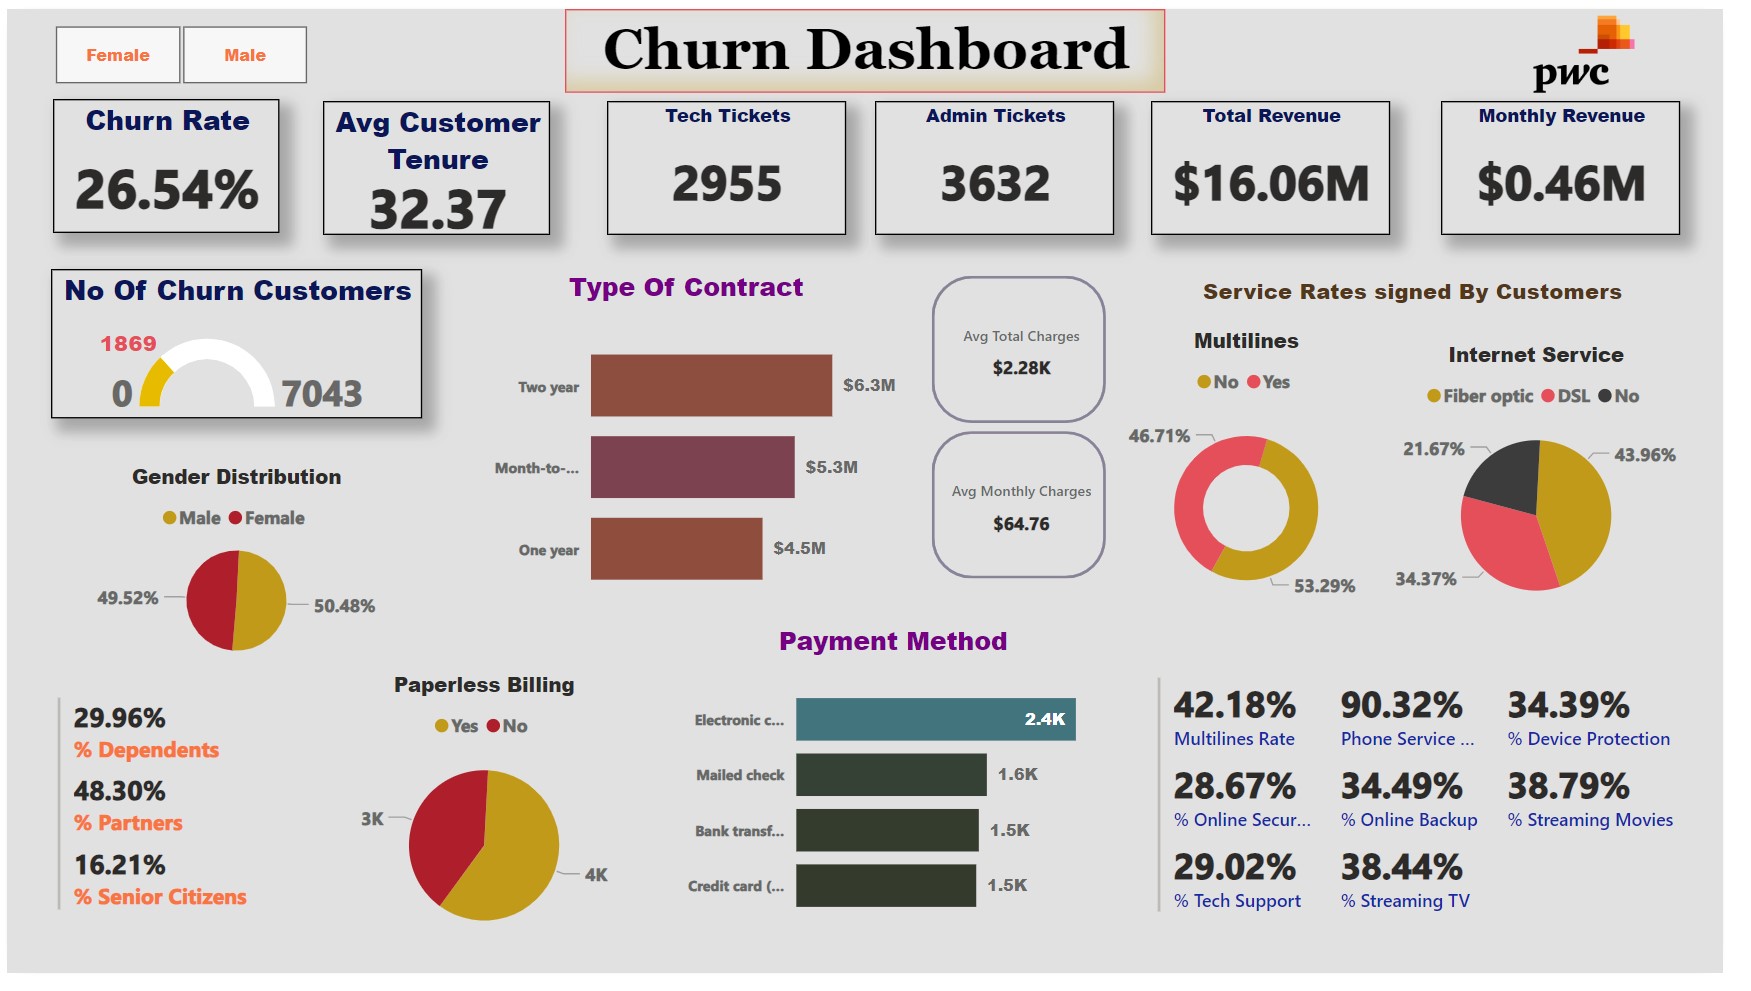 Female
Male
Churn Dashboard
pwc
Churn Rate
26.54%
Avg Customer
Tenure
32.37
Tech Tickets
2955
Admin Tickets
3632
Total Revenue
$16.06M
Monthly Revenue
$0.46M
No Of Churn Customers
1869
0
7043
Type Of Contract
Two year
$6.3M
Month-to-...
$5.3M
One year
$4.5M
Avg Total Charges
$2.28K
Avg Monthly Charges
$64.76
Service Rates signed By Customers
Multilines
No Yes
46.71%
53.29%
Internet Service
Fiber optic DSL No
21.67%
43.96%
34.37%
Gender Distribution
Male Female
49.52%
50.48%
29.96%
% Dependents
48.30%
% Partners
16.21%
% Senior Citizens
Paperless Billing
Yes No
3K
4K
Payment Method
Electronic c...
2.4K
Mailed check
1.6K
Bank transf...
1.5K
Credit card (...
1.5K
42.18%
Multilines Rate
90.32%
Phone Service ...
34.39%
% Device Protection
28.67%
% Online Secur...
34.49%
% Online Backup
38.79%
% Streaming Movies
29.02%
% Tech Support
38.44%
% Streaming TV